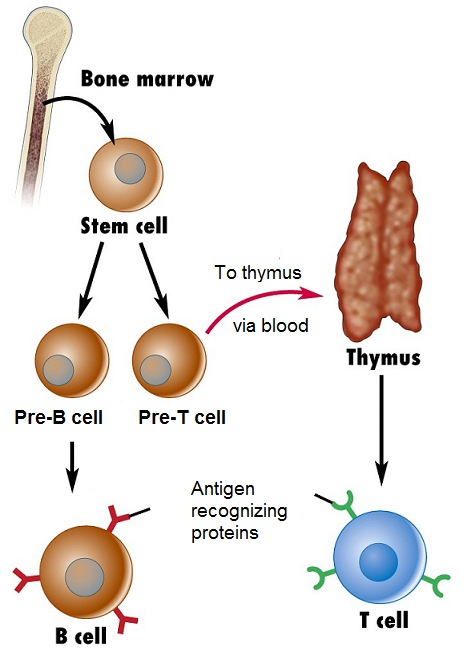 Bone marrow
Stem cell
To thymus
via blood
Thymus
Pre-B cell
Pre-T cell
Antigen
recognizing
proteins
B cell
T cell